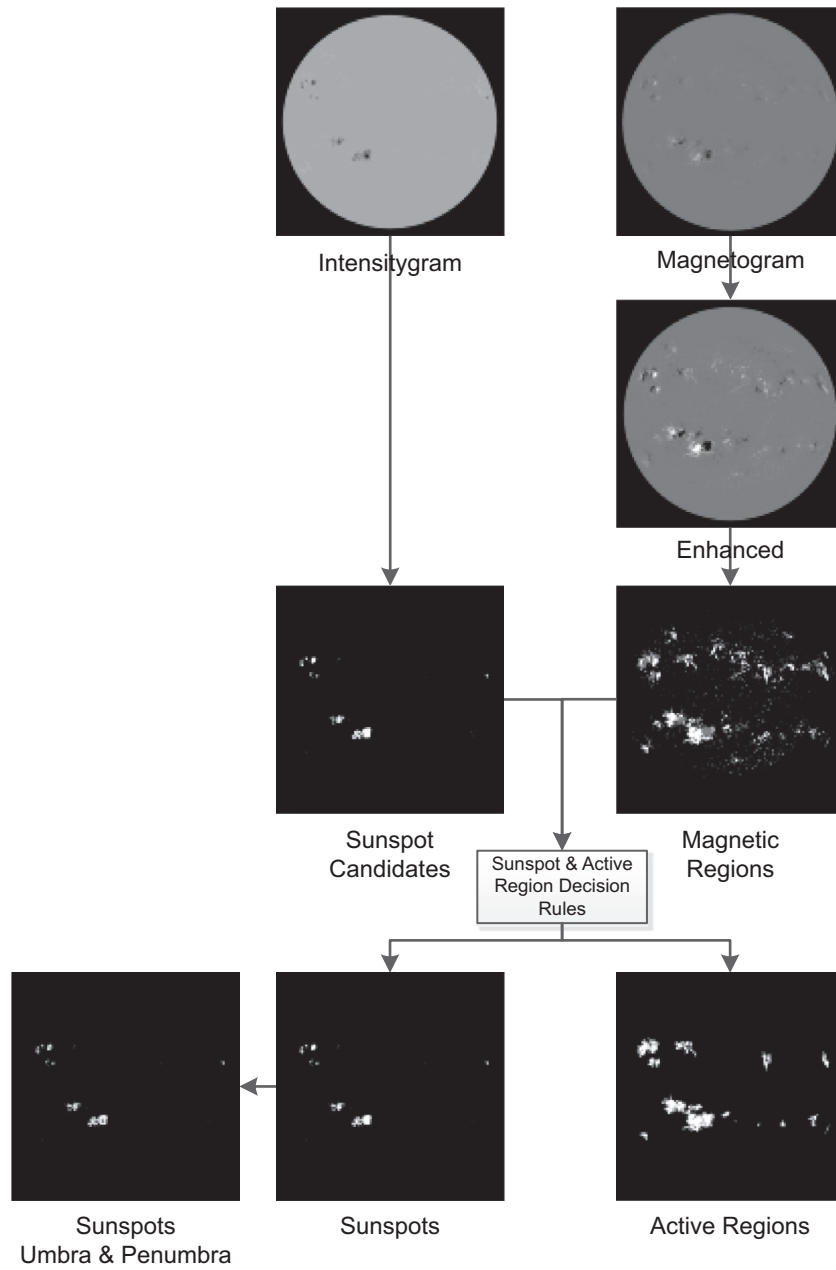 Intensitygram
Magnetogram
Enhanced
Sunspot
Candidates
Magnetic
Regions
Sunspot & Active
Region Decision
Rules
Sunspots
Umbra & Penumbra
Sunspots
Active Regions